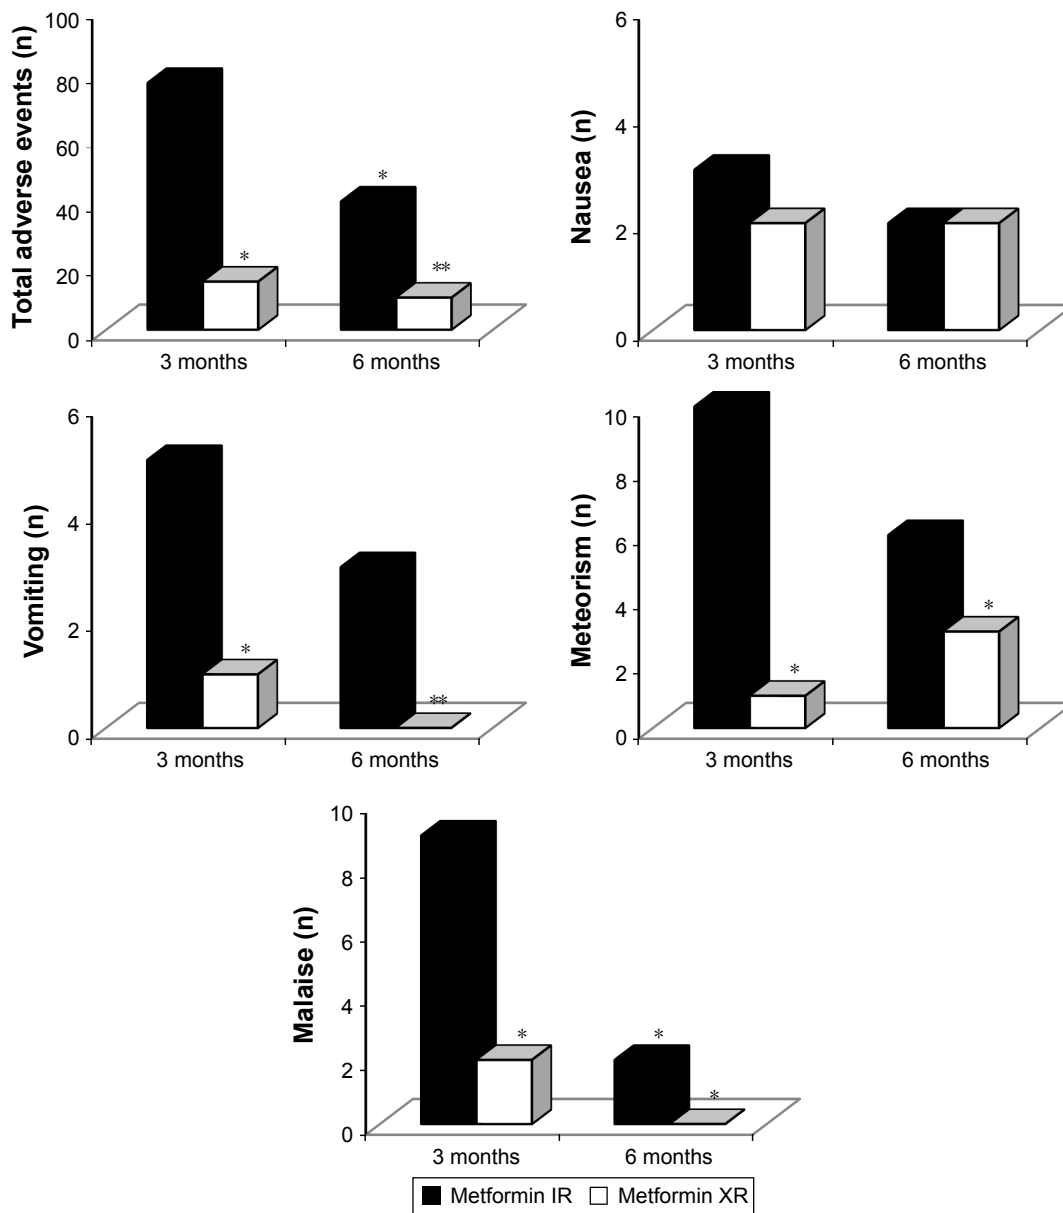 Total adverse events (n)
100
80
60
40
20
0
*
*
**
3 months
6 months
Nausea (n)
6
4
2
0
3 months
6 months
Vomiting (n)
6
4
2
0
*
**
3 months
6 months
Meteorism (n)
10
8
6
4
2
0
*
*
3 months
6 months
Malaise (n)
10
8
6
4
2
0
*
*
*
3 months
6 months
Metformin IR
Metformin XR